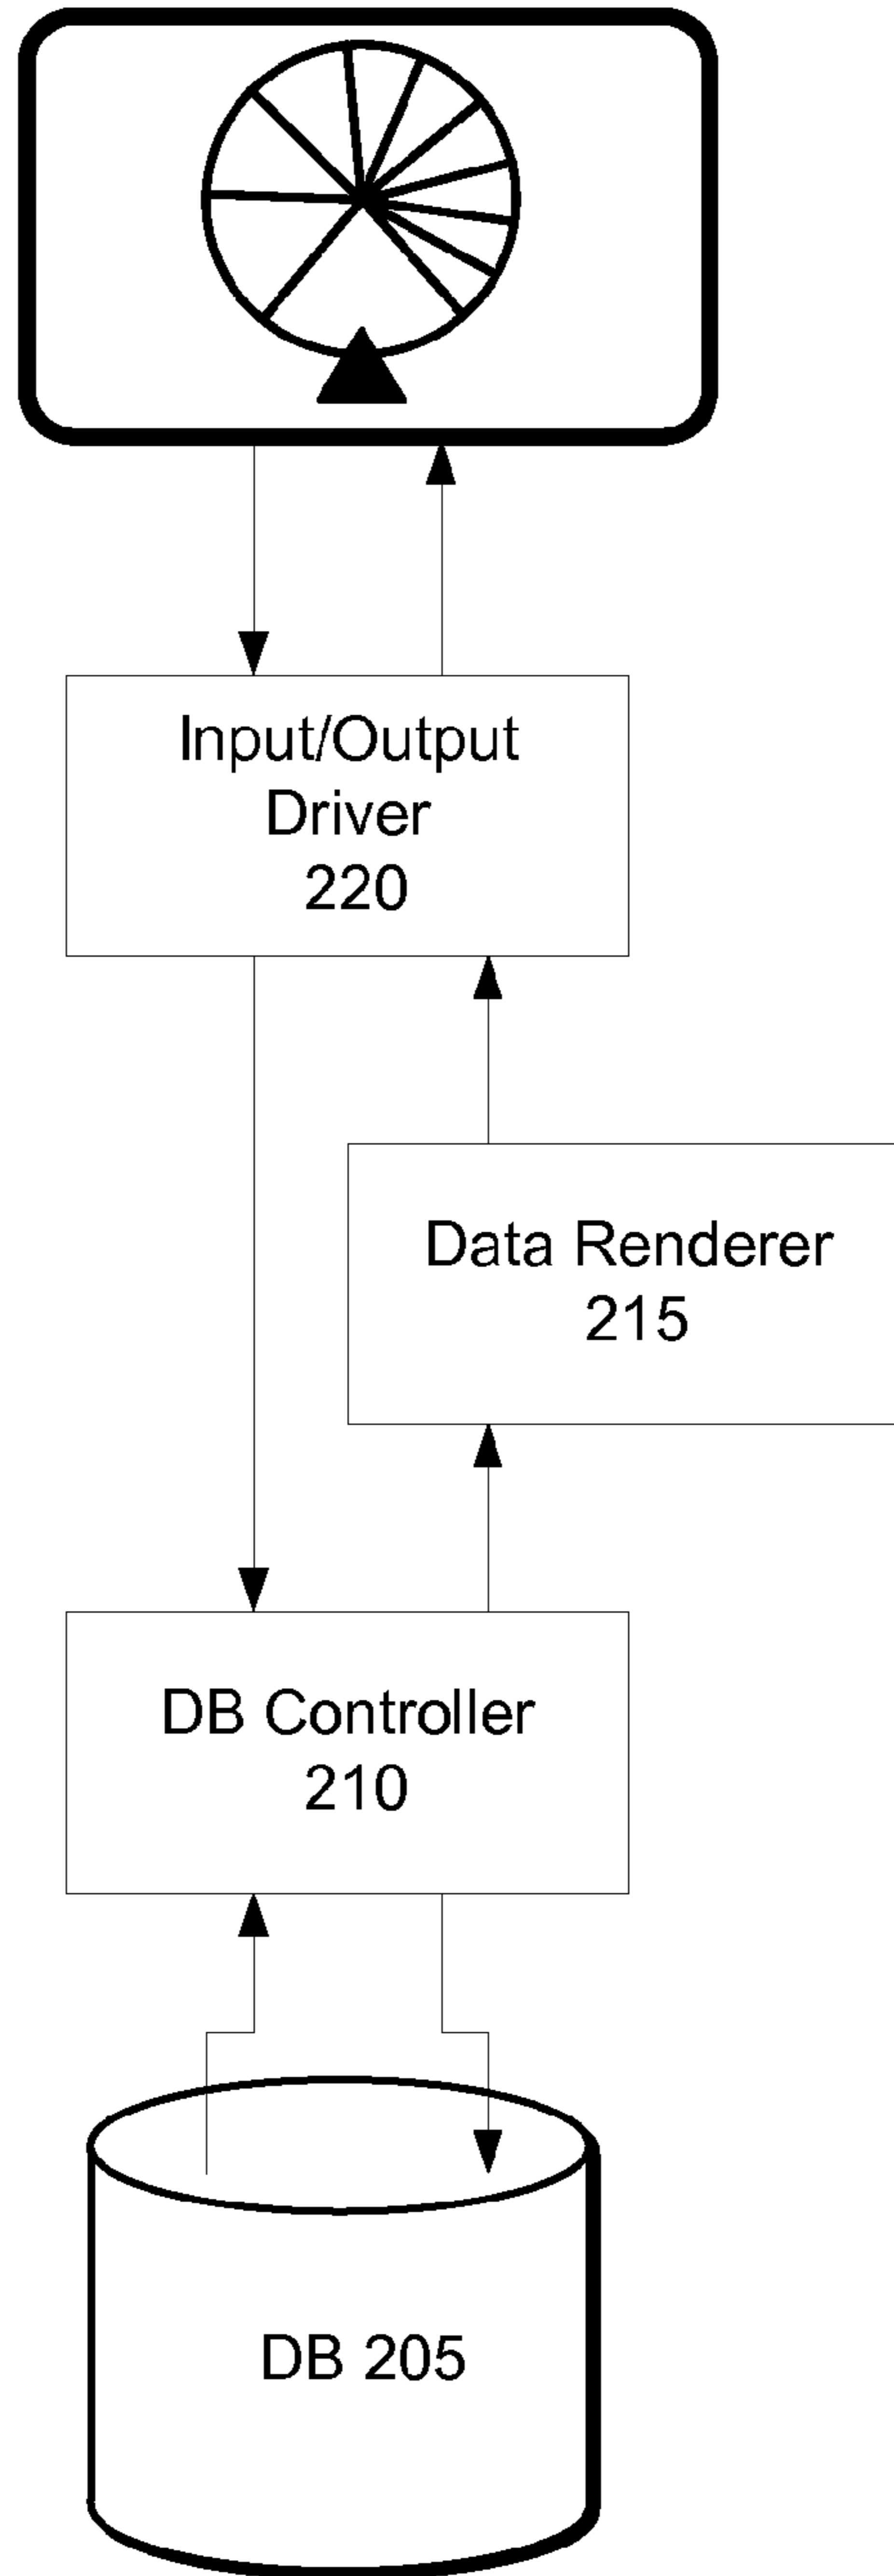 Input/Output
Driver
220
Data Renderer
215
DB Controller
210
DB 205